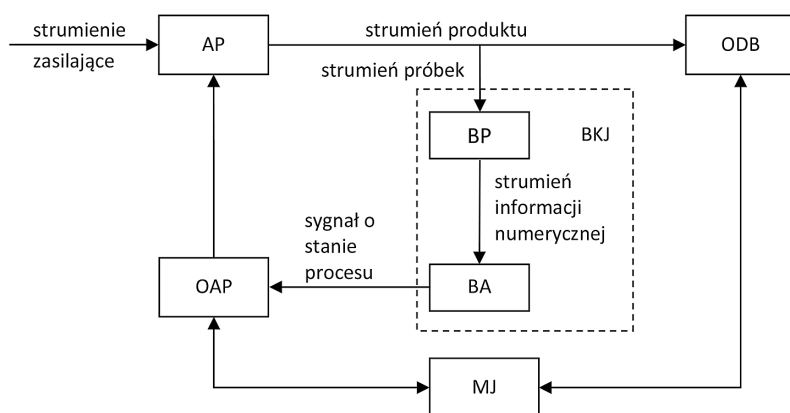 strumienie
zasilające
AP
strumień produktu
ODB
strumień próbek
BP
BKJ
strumień
informacji
numerycznej
sygnał o
stanie
procesu
OAP
BA
MJ